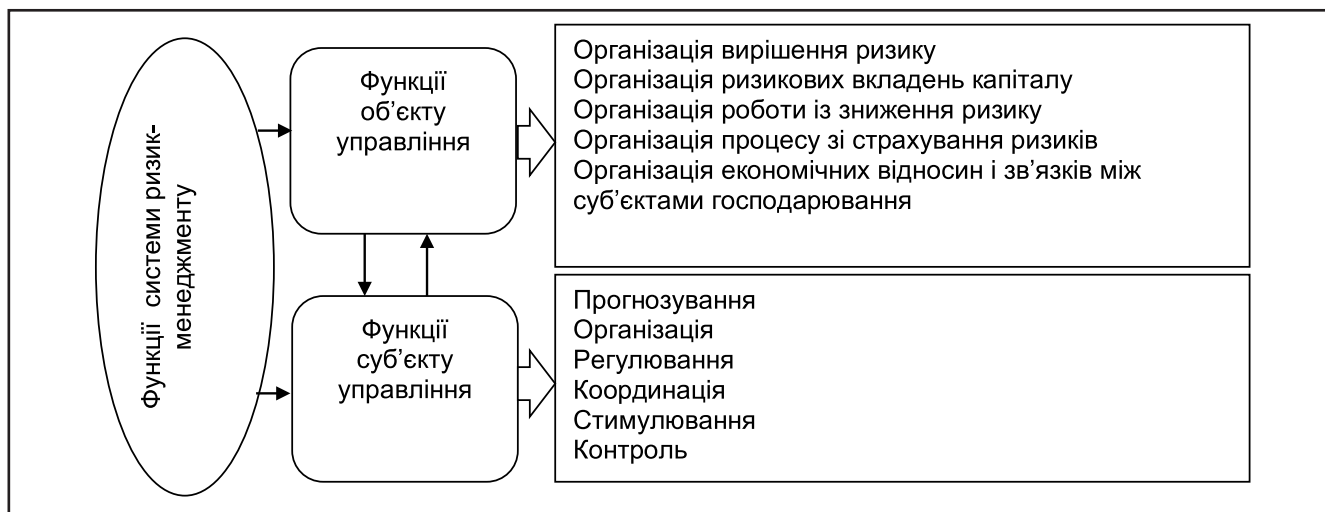 Функції системи ризик-
менеджменту
Функції
об’єкту
управління
Організація вирішення ризику
Організація ризикових вкладень капіталу
Організація роботи із зниження ризику
Організація процесу зі страхування ризиків
Організація економічних відносин і зв’язків між
суб’єктами господарювання
Функції
суб’єкту
управління
Прогнозування
Організація
Регулювання
Координація
Стимулювання
Контроль